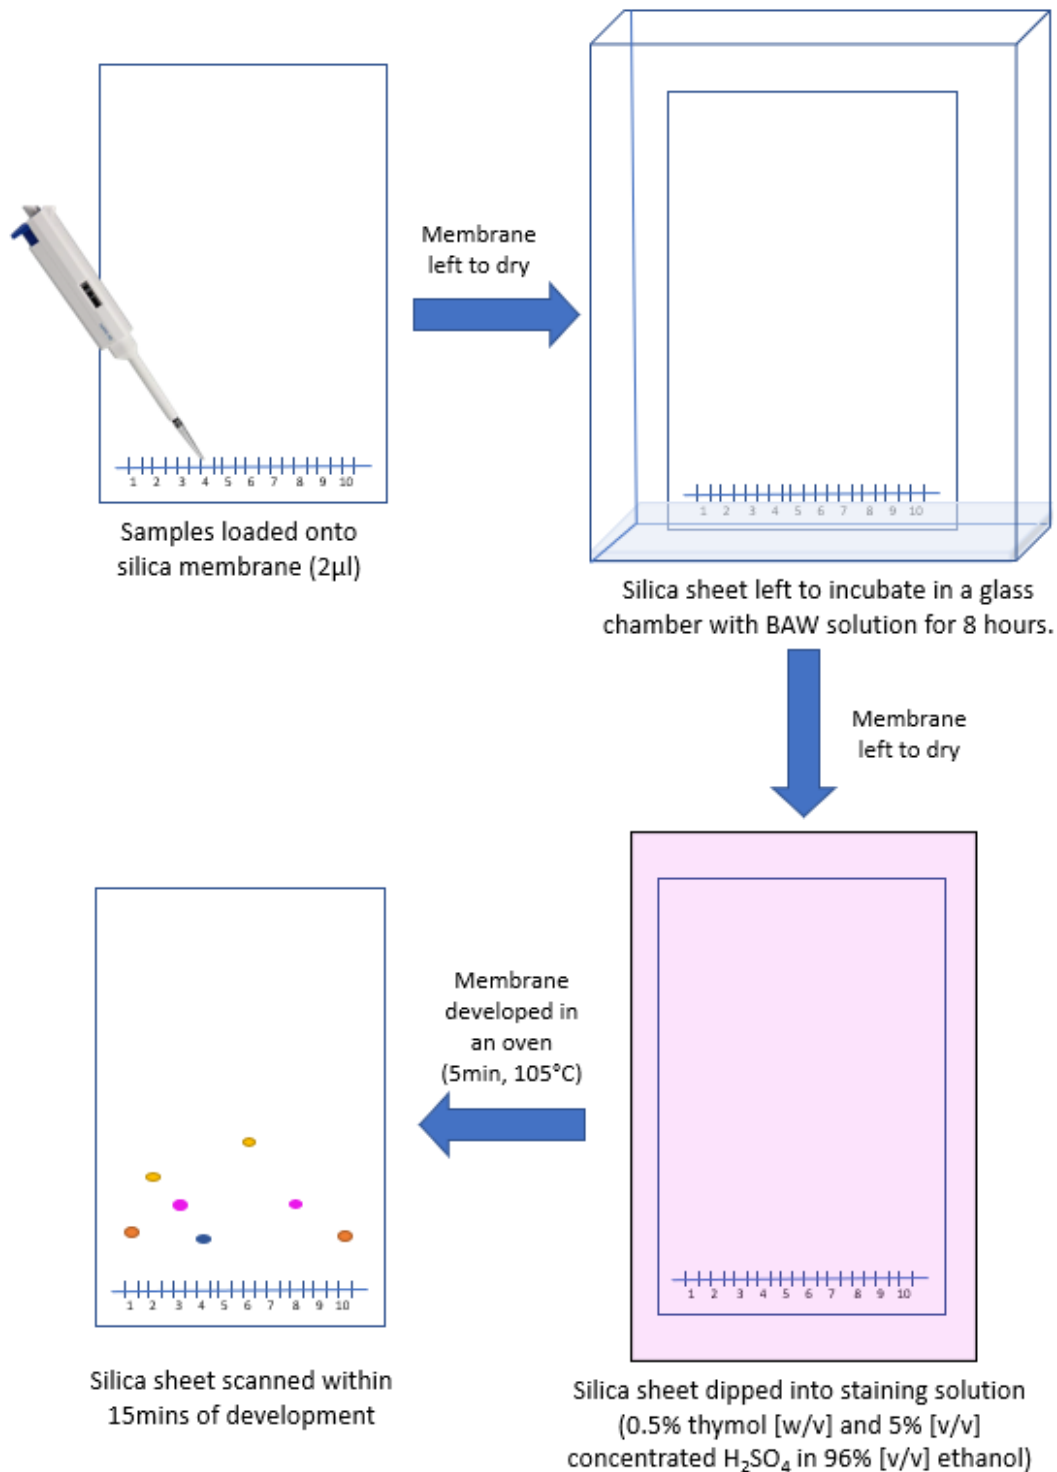 1 2 3 4 5 6 7 8 9 10
Samples loaded onto
silica membrane (2µl)
Membrane
left to dry
1 2 3 4 5 6 7 8 9 10
Silica sheet left to incubate in a glass
chamber with BAW solution for 8 hours.
Membrane
left to dry
1 2 3 4 5 6 7 8 9 10
Silica sheet dipped into staining solution
(0.5% thymol [w/v] and 5% [v/v]
concentrated H₂SO₄ in 96% [v/v] ethanol)
Membrane
developed in
an oven
(5min, 105°C)
1 2 3 4 5 6 7 8 9 10
Silica sheet scanned within
15mins of development